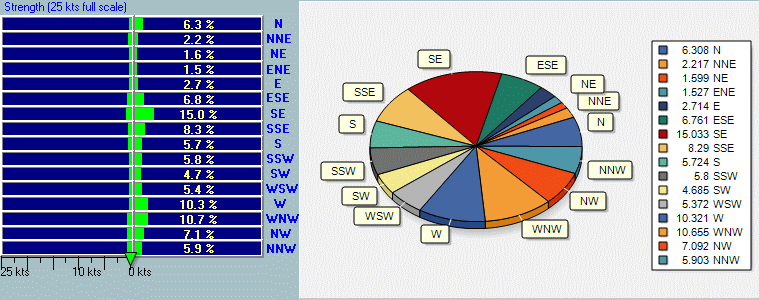 Strength (25 kts full scale)
6.3 % N
2.2 % NNE
1.6 % NE
1.5 % ENE
2.7 % E
6.8 % ESE
15.0 % SE
8.3 % SSE
5.7 % S
5.8 % SSW
4.7 % SW
5.4 % WSW
10.3 % W
10.7 % WNW
7.1 % NW
5.9 % NNW
25 kts 10 kts 0 kts
SE
ESE
NE
NNE
N
NNW
NW
WNW
W
WSW
SW
SSW
S
SSE
6.308 N
2.217 NNE
1.599 NE
1.527 ENE
2.714 E
6.761 ESE
15.033 SE
8.29 SSE
5.724 S
5.8 SSW
4.685 SW
5.372 WSW
10.321 W
10.655 WNW
7.092 NW
5.903 NNW